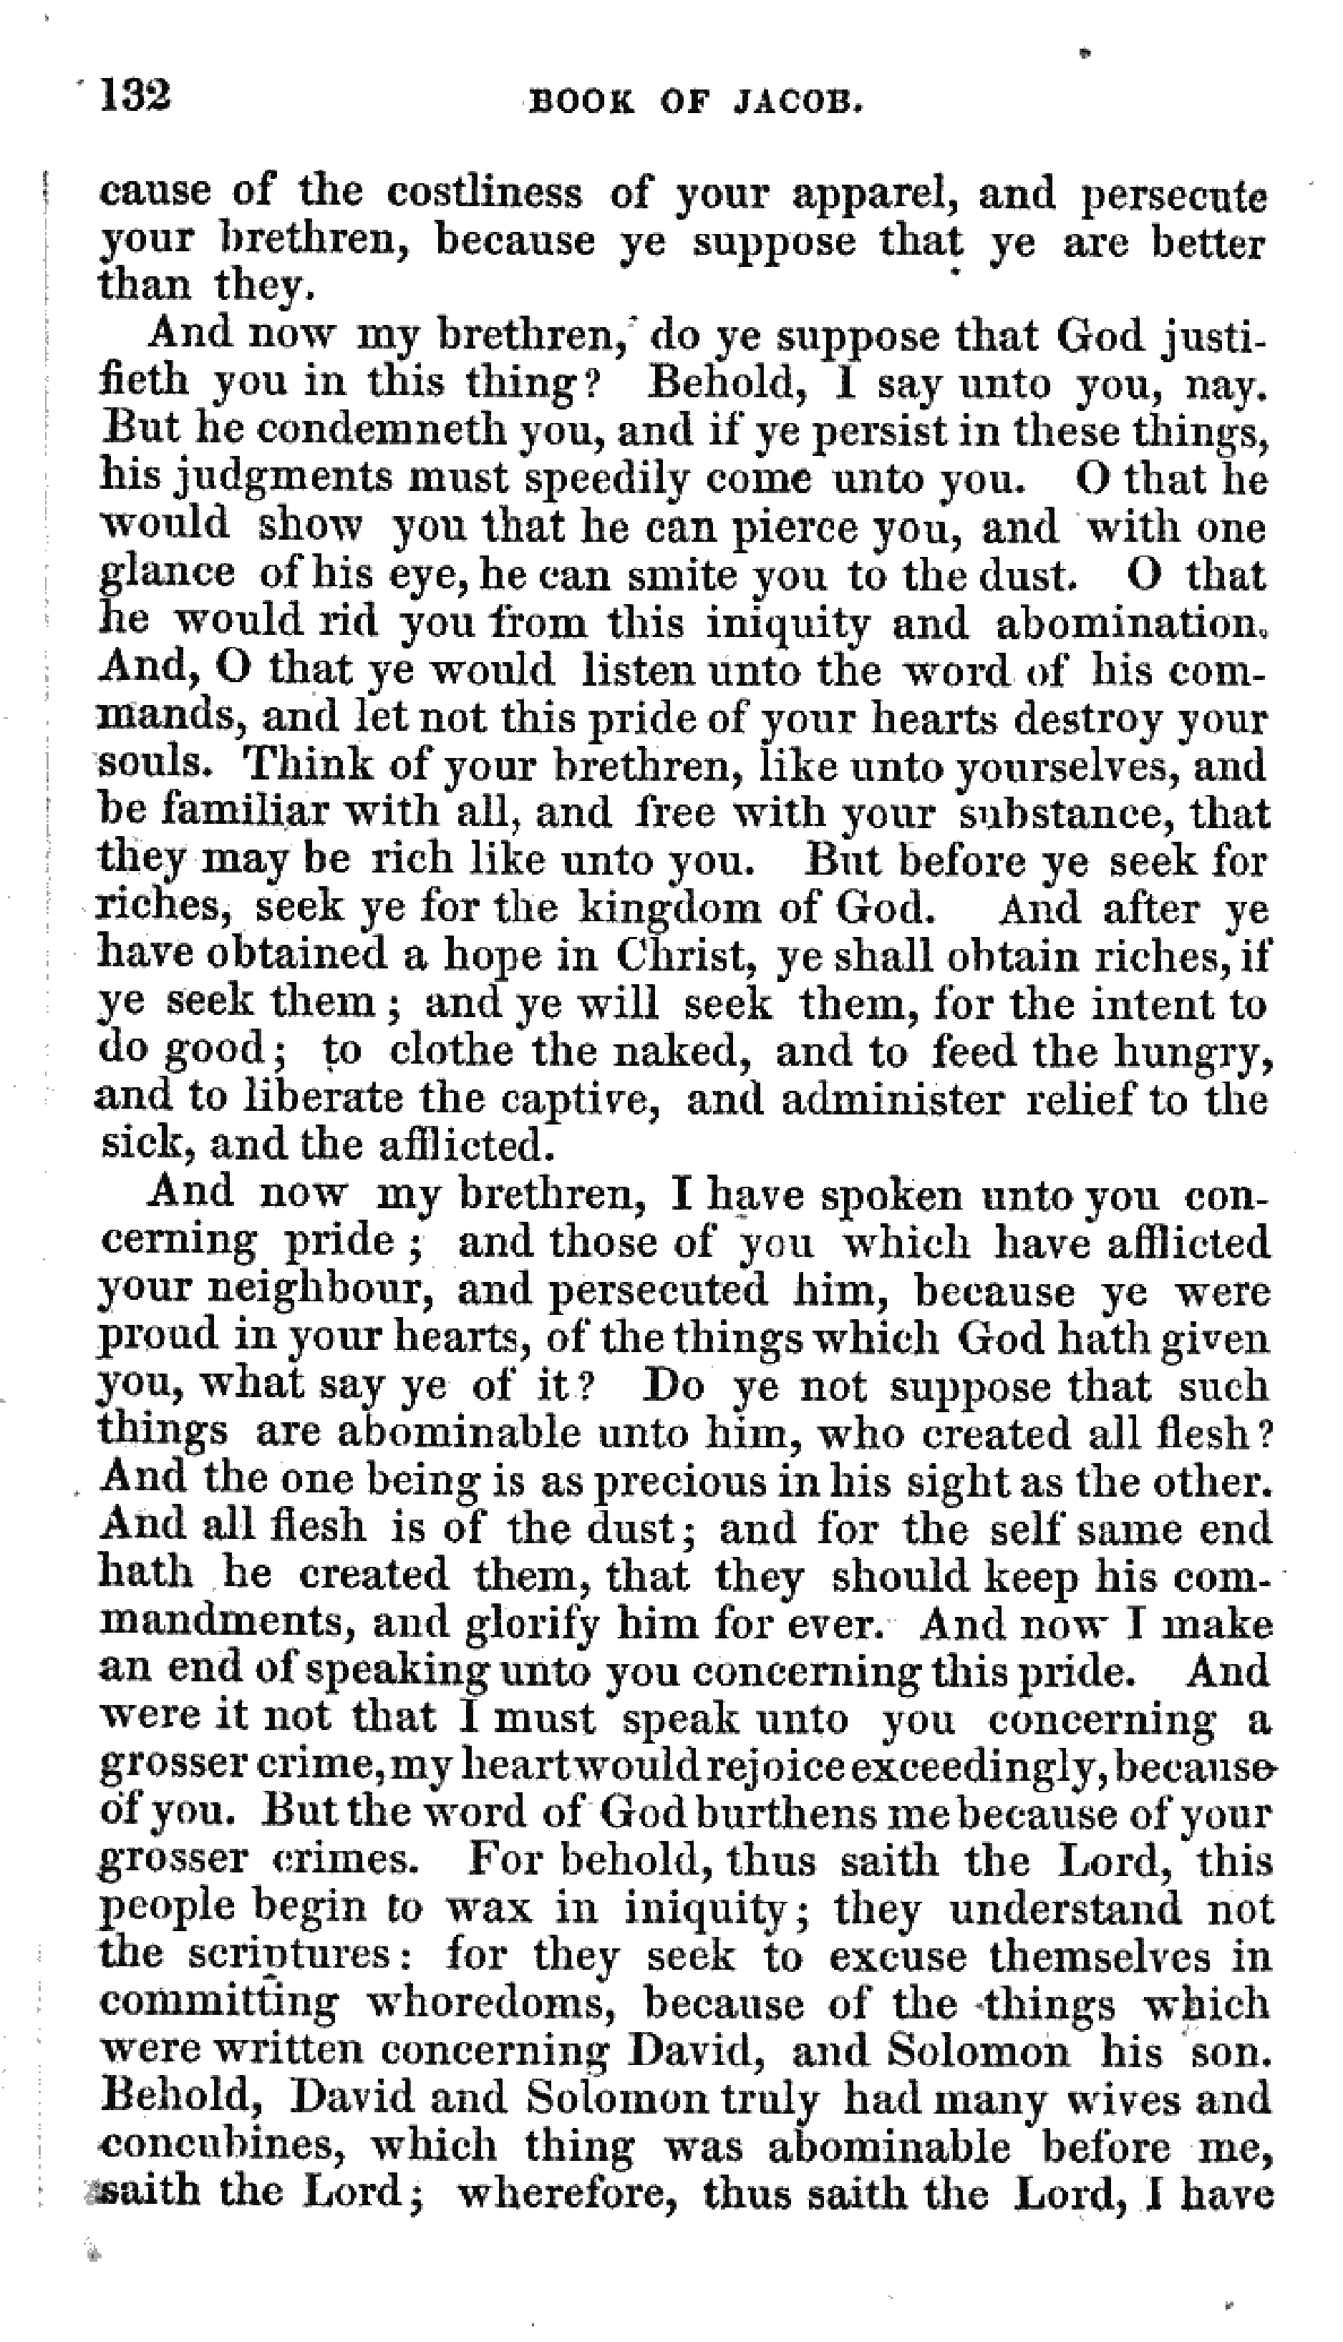 132 BOOK OF JACOB.
cause of the costliness of your apparel, and persecute
your brethren, because ye suppose that ye are better
than they.
And now my brethren, do ye suppose that God justi-
fieth you in this thing? Behold, I say unto you, nay.
But he condemneth you, and if ye persist in these things,
his judgments must speedily come unto you. O that he
would show you that he can pierce you, and with one
glance of his eye, he can smite you to the dust. O that
he would rid you from this iniquity and abomination.
And, O that ye would listen unto the word of his com-
mands, and let not this pride of your hearts destroy your
souls. Think of your brethren, like unto yourselves, and
be familiar with all, and free with your substance, that
they may be rich like unto you. But before ye seek for
riches, seek ye for the kingdom of God. And after ye
have obtained a hope in Christ, ye shall obtain riches, if
ye seek them; and ye will seek them, for the intent to
do good; to clothe the naked, and to feed the hungry,
and to liberate the captive, and administer relief to the
sick, and the afflicted.
And now my brethren, I have spoken unto you con-
cerning pride; and those of you which have afflicted
your neighbour, and persecuted him, because ye were
proud in your hearts, of the things which God hath given
you, what say ye of it? Do ye not suppose that such
things are abominable unto him, who created all flesh?
And the one being is as precious in his sight as the other.
And all flesh is of the dust; and for the self same end
hath he created them, that they should keep his com-
mandments, and glorify him for ever. And now I make
an end of speaking unto you concerning this pride. And
were it not that I must speak unto you concerning a
grosser crime, my heart would rejoice exceedingly, because
of you. But the word of God burthens me because of your
grosser crimes. For behold, thus saith the Lord, this
people begin to wax in iniquity; they understand not
the scriptures: for they seek to excuse themselves in
committing whoredoms, because of the things which
were written concerning David, and Solomon his son.
Behold, David and Solomon truly had many wives and
concubines, which thing was abominable before me,
saith the Lord; wherefore, thus saith the Lord, I have